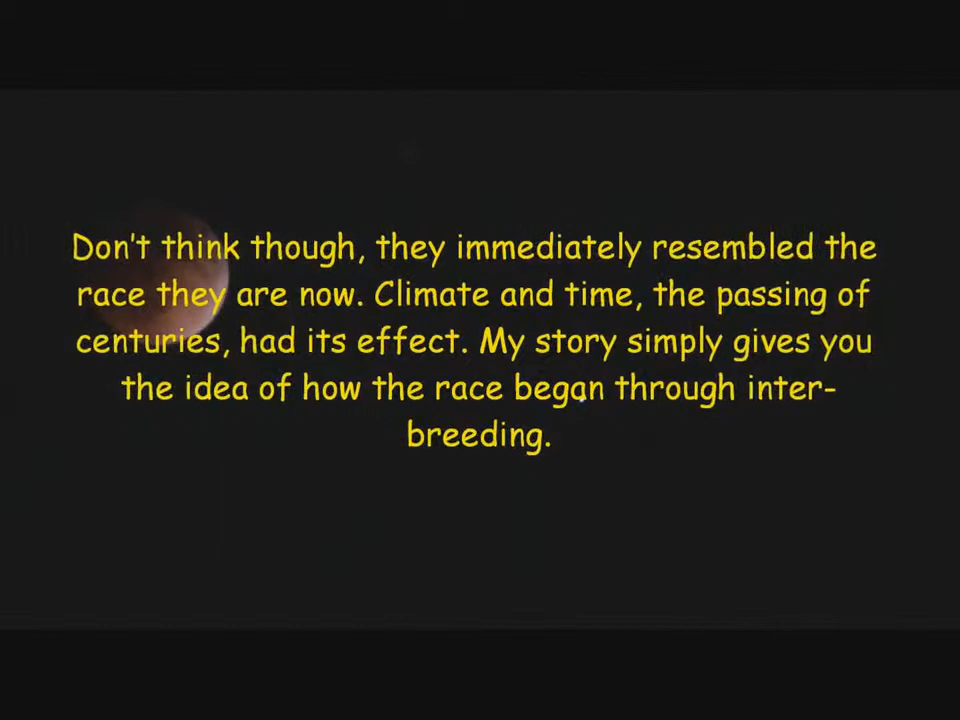 Don't think though, they immediately resembled the
race they are now. Climate and time, the passing of
centuries, had its effect. My story simply gives you
the idea of how the race began through inter-
breeding.